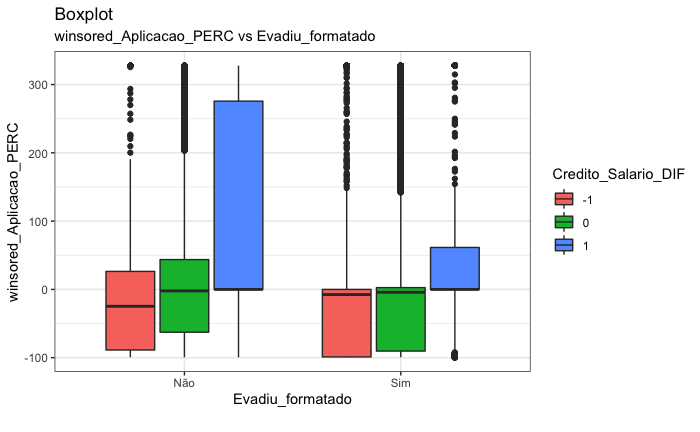 Boxplot
winsored_Aplicacao_PERC vs Evadiu_formatado
winsored_Aplicacao_PERC
300
200
100
0
-100
Não
Sim
Evadiu_formatado
Credito_Salario_DIF
-1
0
1